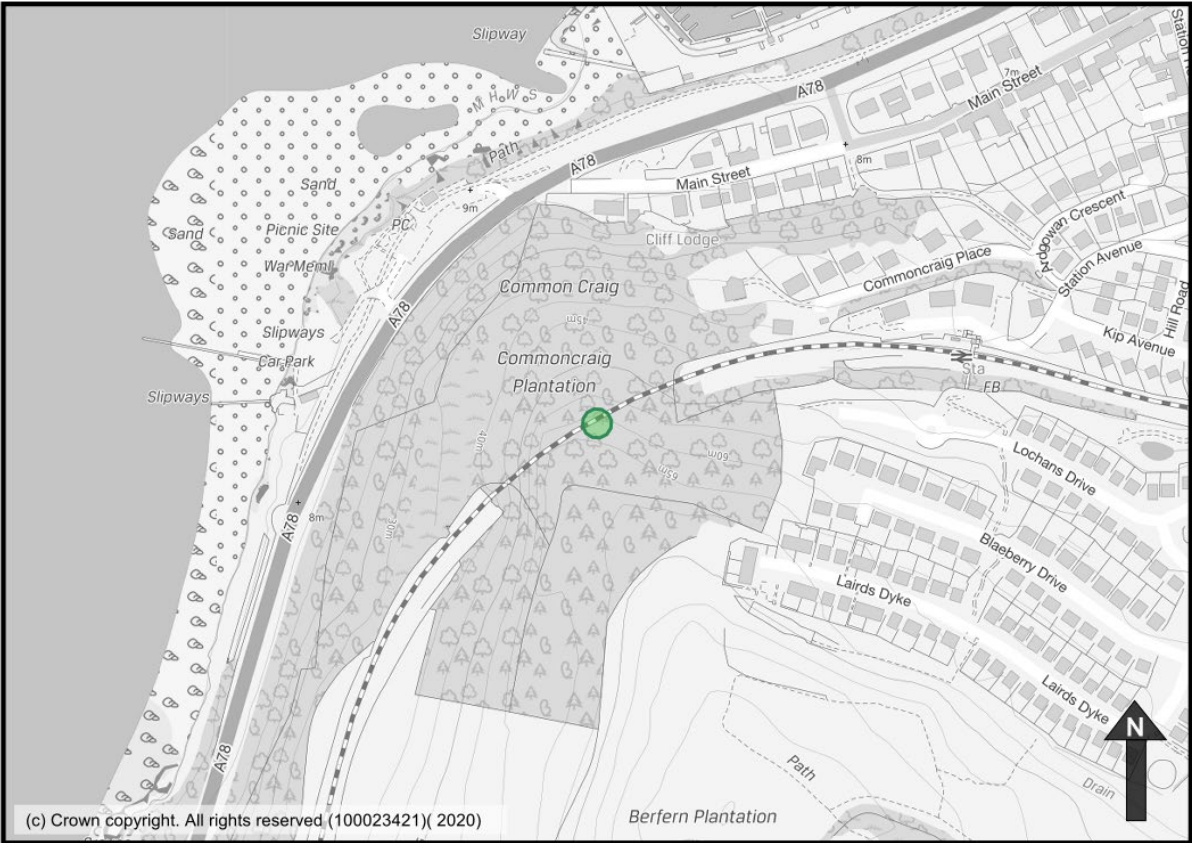 Slipway
Station R
M H W S
A78
7m
Main Street
Path
A78
8m
Sand
Main Street
9m
Picnic Site
PC
Sand
Cliff Lodge
Ardgowan Crescent
War Meml
Commoncraig Place
Station Avenue
Common Craig
A78
45m
Hill Road
Slipways
Kip Avenue
Car Park
Commoncraig
Plantation
Sta
FB
Slipways
40m
60m
65m
Lochans Drive
8m
A78
30m
Blaeberry Drive
Lairds Dyke
Lairds Dyke
N
A78
Path
Drain
Berfern Plantation
(c) Crown copyright. All rights reserved (100023421)( 2020)